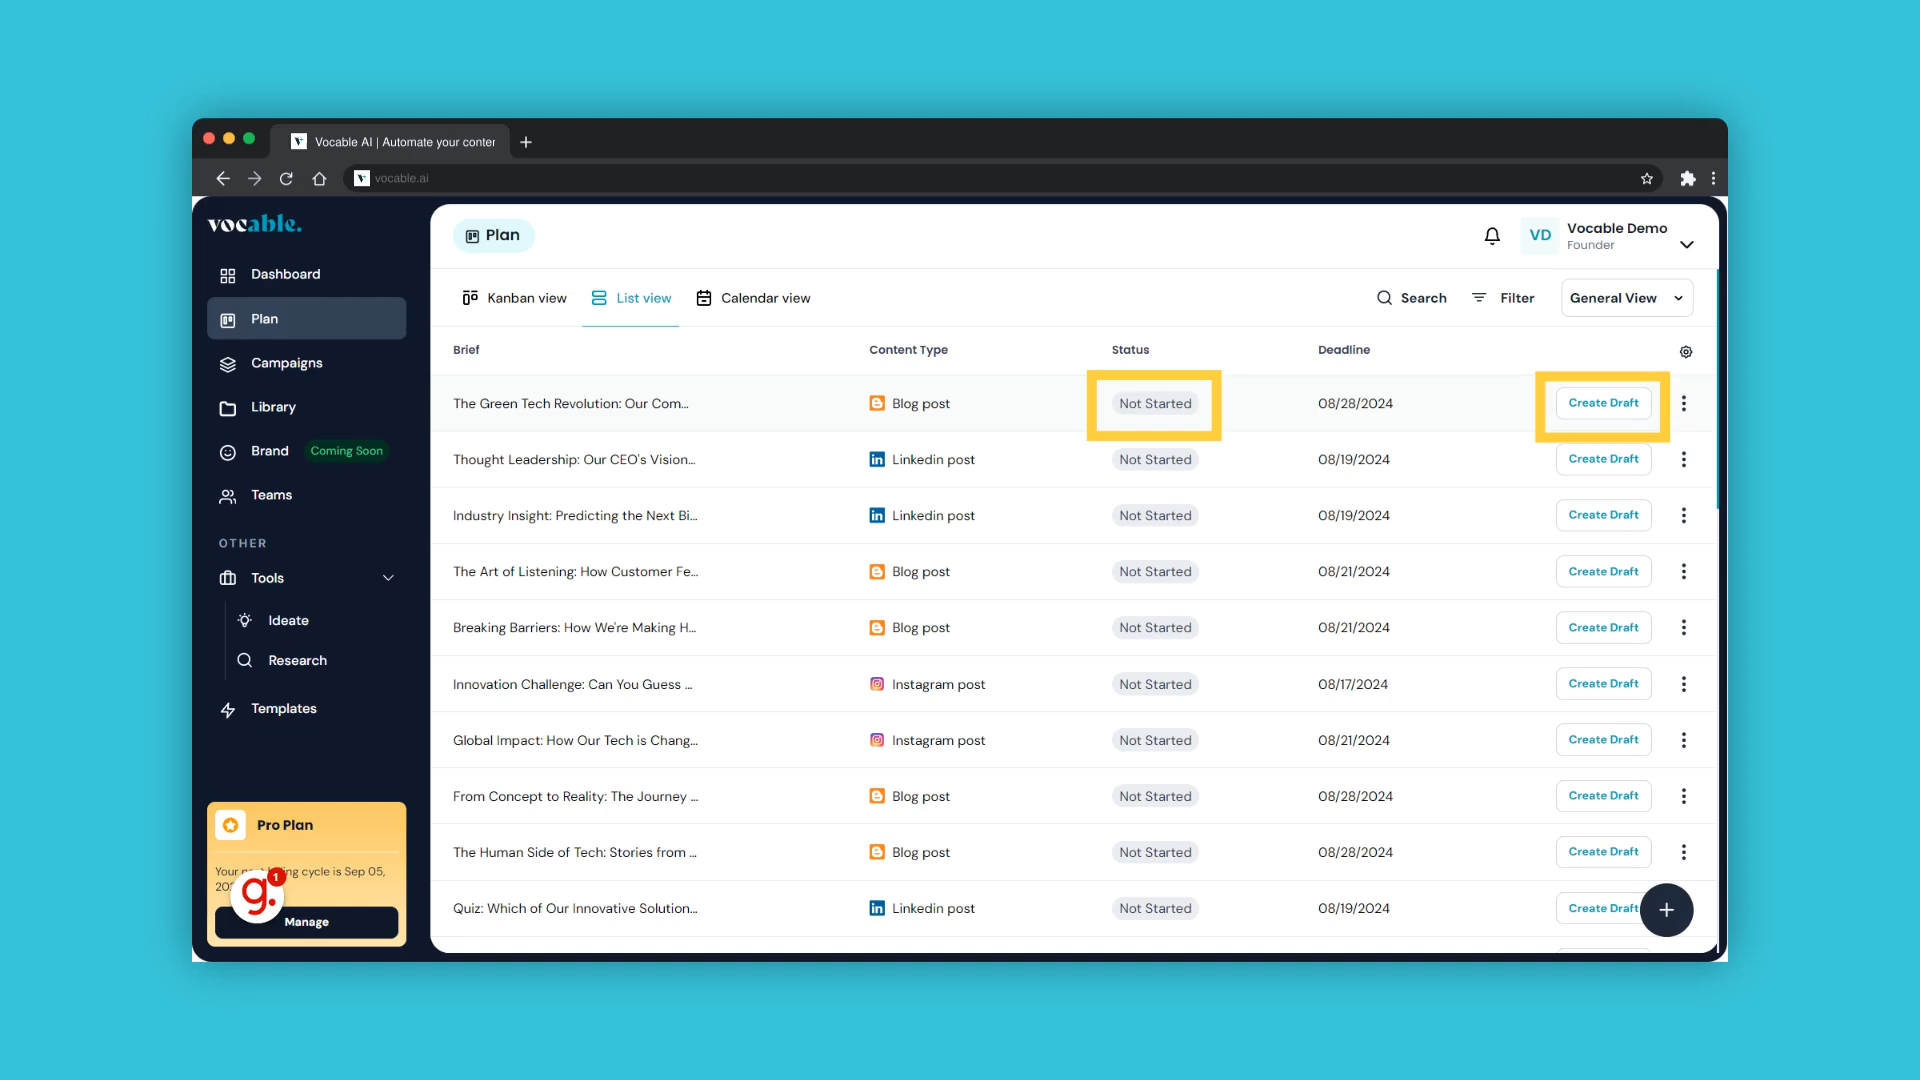 Vocable AI | Automate your conter
vocable.ai
vocable.
Dashboard
Plan
Campaigns
Library
Brand Coming Soon
Teams
OTHER
Tools
Ideate
Research
Templates
Pro Plan
Your ing cycle is Sep 05,
g. 1
Manage
Plan
VD Vocable Demo
Founder
Kanban view List view Calendar view Search Filter General View
Brief Content Type Status Deadline
The Green Tech Revolution: Our Com... Blog post Not Started 08/28/2024 Create Draft
Thought Leadership: Our CEO's Vision... Linkedin post Not Started 08/19/2024 Create Draft
Industry Insight: Predicting the Next Bi... Linkedin post Not Started 08/19/2024 Create Draft
The Art of Listening: How Customer Fe... Blog post Not Started 08/21/2024 Create Draft
Breaking Barriers: How We're Making H... Blog post Not Started 08/21/2024 Create Draft
Innovation Challenge: Can You Guess ... Instagram post Not Started 08/17/2024 Create Draft
Global Impact: How Our Tech is Chang... Instagram post Not Started 08/21/2024 Create Draft
From Concept to Reality: The Journey ... Blog post Not Started 08/28/2024 Create Draft
The Human Side of Tech: Stories from ... Blog post Not Started 08/28/2024 Create Draft
Quiz: Which of Our Innovative Solution... Linkedin post Not Started 08/19/2024 Create Draft